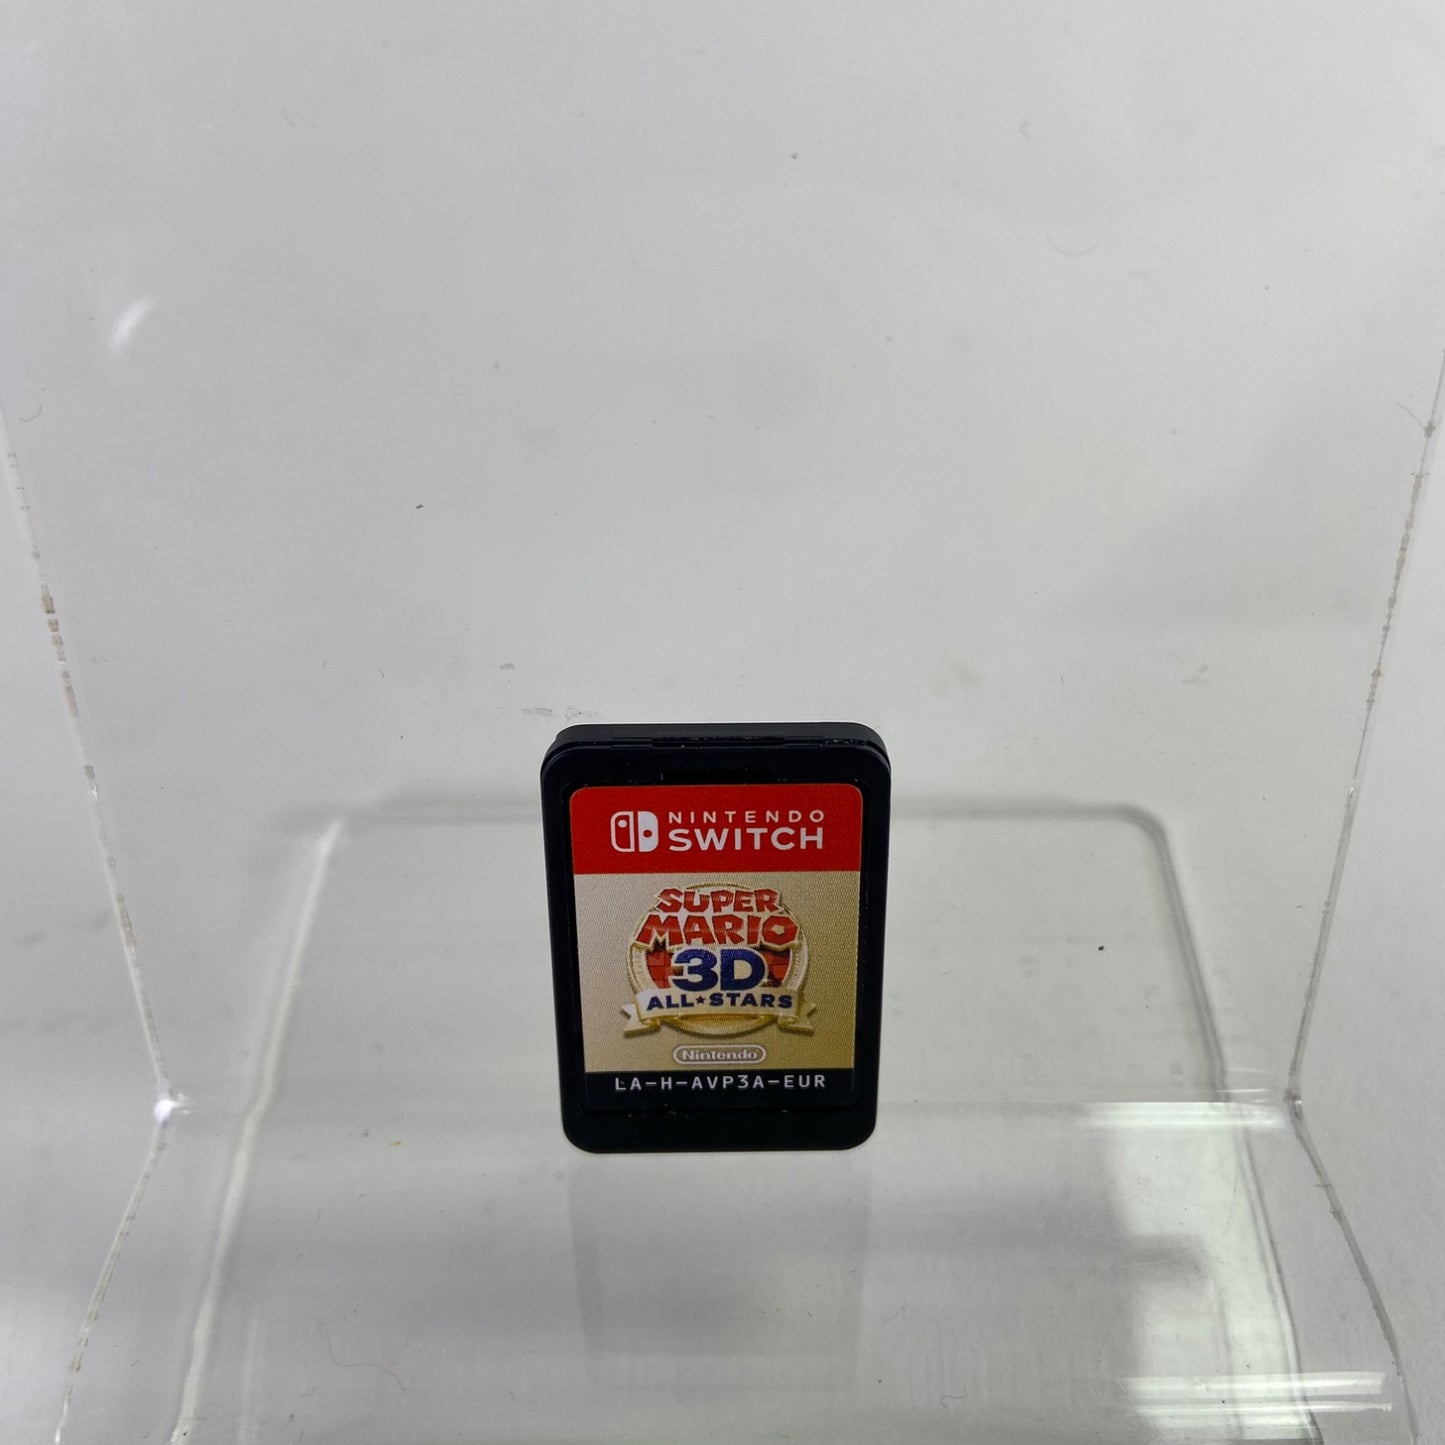 NINTENDO
SWITCH
SUPER
MARIO
3D
ALL★STARS
Nintendo
LA-H-AVP3A-EUR